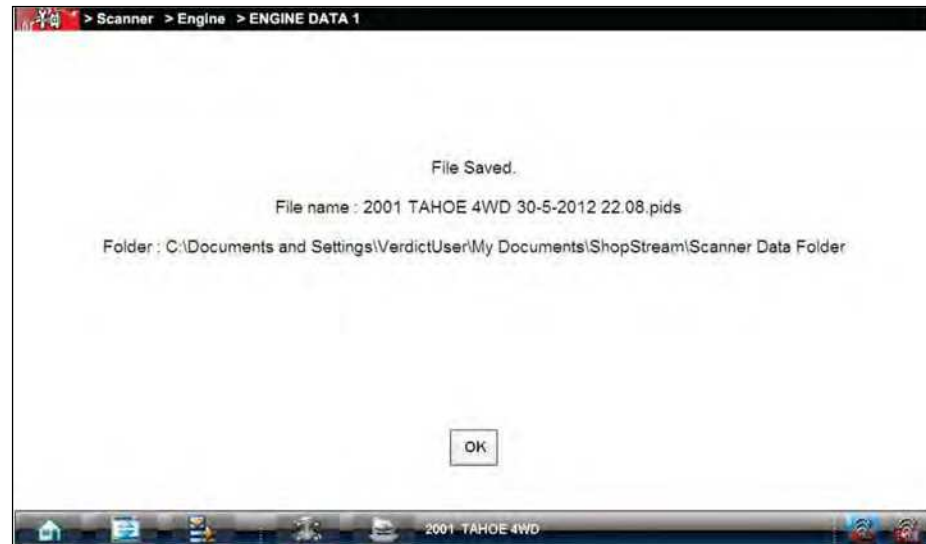 > Scanner > Engine > ENGINE DATA 1
File Saved.
File name : 2001 TAHOE 4WD 30-5-2012 22.08.pids
Folder : C:\Documents and Settings\VerdictUser\My Documents\ShopStream\Scanner Data Folder
OK
2001 TAHOE 4WD